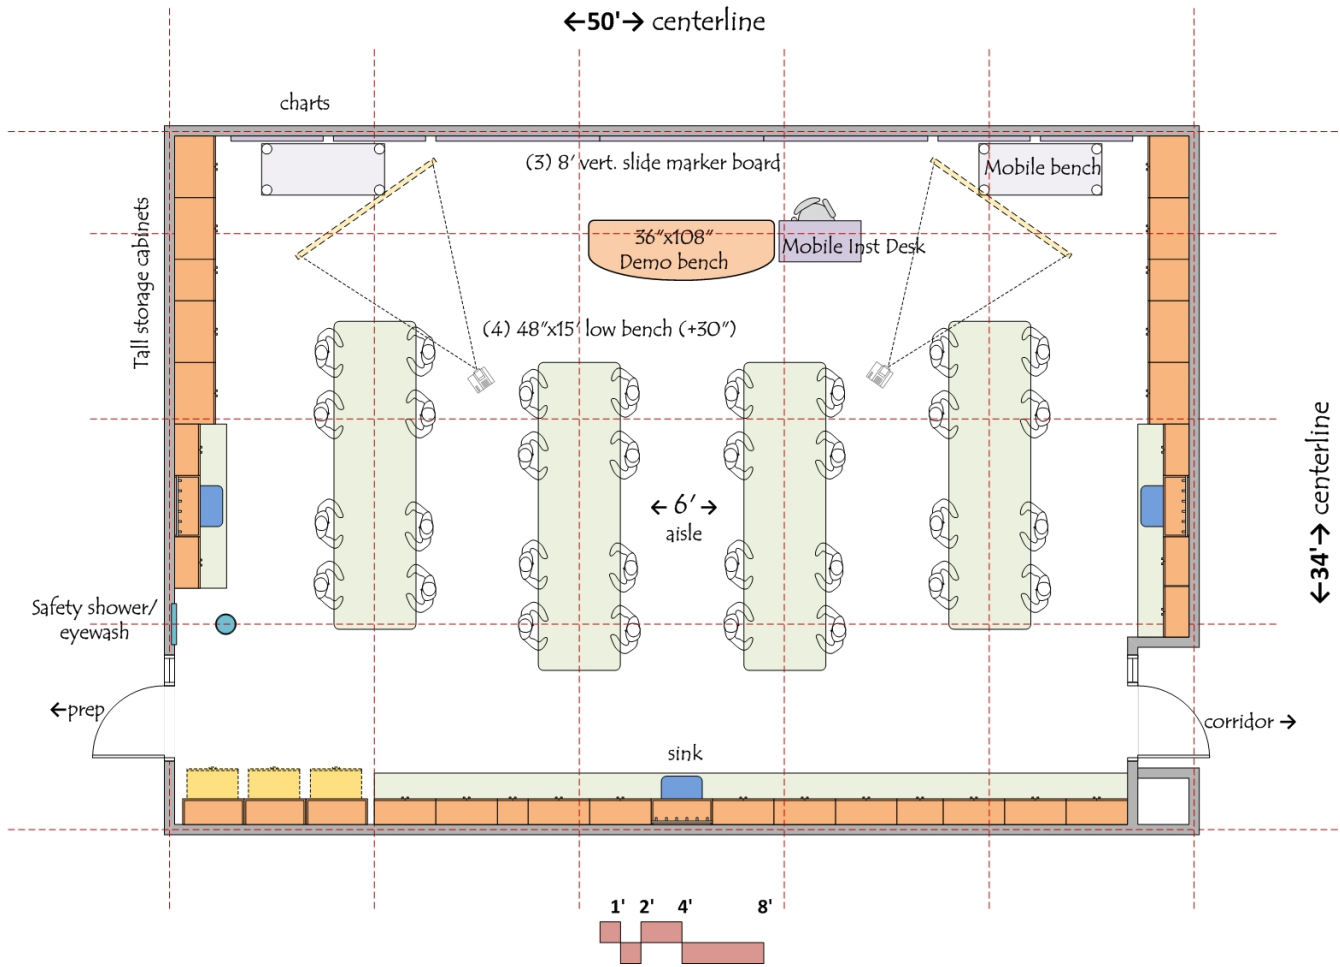 ←50'→ centerline
charts
(3) 8' vert. slide marker board
Mobile bench
Tall storage cabinets
36"x108"
Demo bench
Mobile Inst Desk
(4) 48"x15' low bench (+30")
← 6' →
aisle
←34'→ centerline
Safety shower/
eyewash
←prep
corridor →
sink
1' 2' 4' 8'